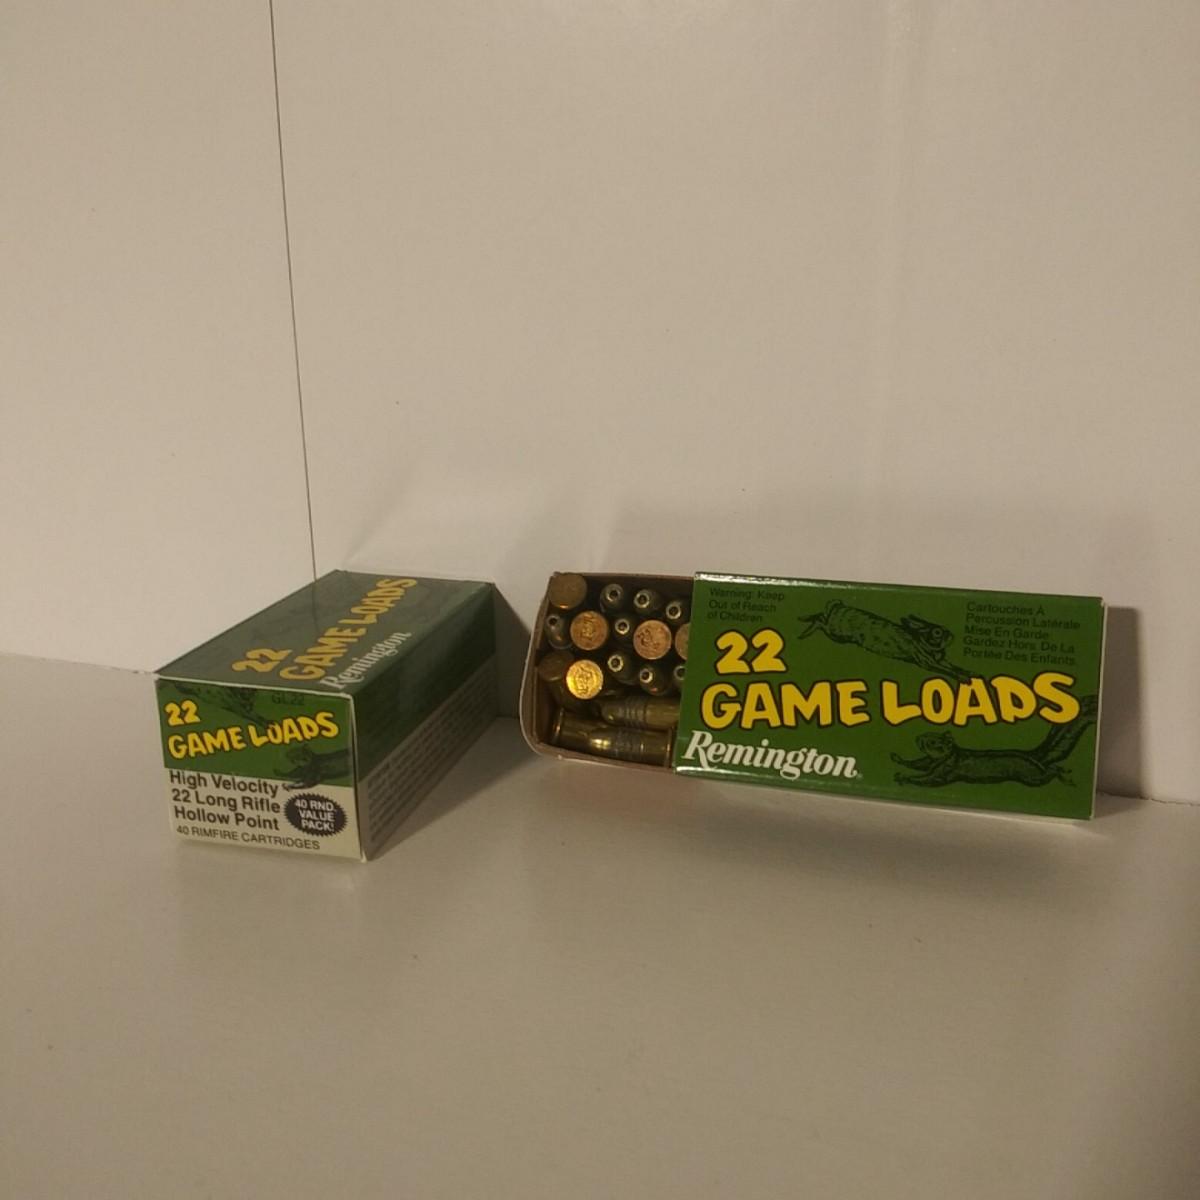 22
GAME LOADS
Remington
GL22
22
GAME LOADS
High Velocity
22 Long Rifle
Hollow Point
40 RIMFIRE CARTRIDGES
40 RND.
VALUE
PACK!
Warning: Keep
Out of Reach
of Children
Cartouches À
Percussion Latérale
Mise En Garde
Gardez Hors De La
Portée Des Enfants
22
GAME LOADS
Remington